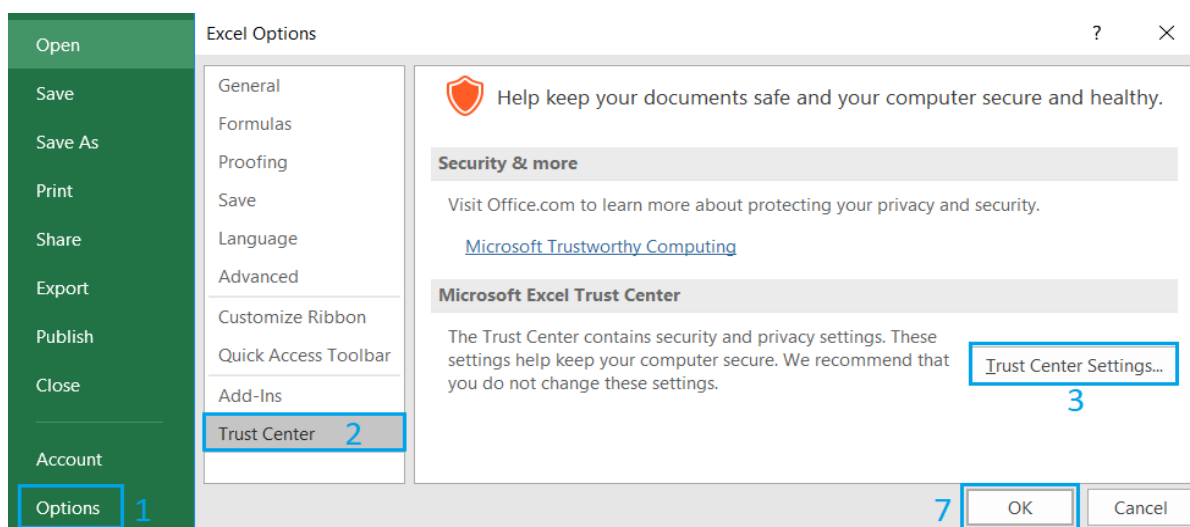 Open
Save
Save As
Print
Share
Export
Publish
Close
Account
Options 1
Excel Options ? ×
General
Formulas
Proofing
Save
Language
Advanced
Customize Ribbon
Quick Access Toolbar
Add-Ins
Trust Center 2
Help keep your documents safe and your computer secure and healthy.
Security & more
Visit Office.com to learn more about protecting your privacy and security.
Microsoft Trustworthy Computing
Microsoft Excel Trust Center
The Trust Center contains security and privacy settings. These
settings help keep your computer secure. We recommend that
you do not change these settings.
Trust Center Settings...
3
7 OK Cancel